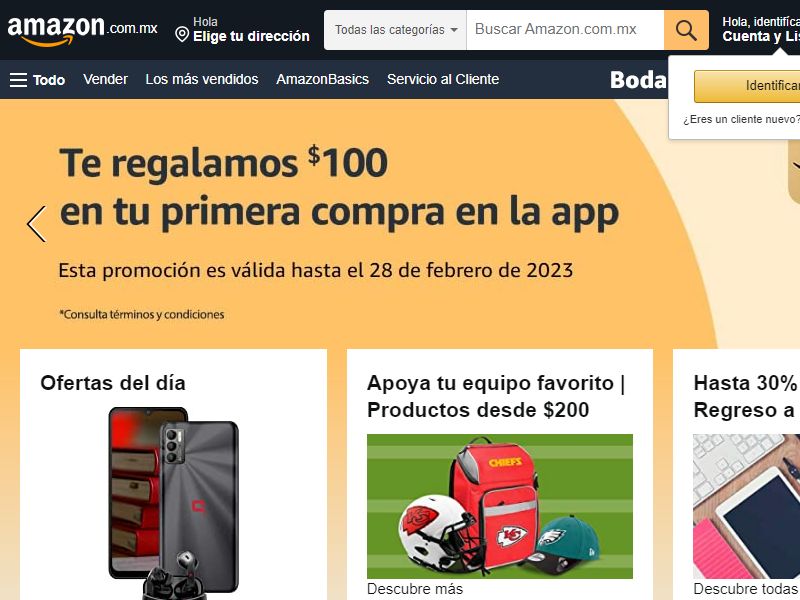 amazon.com.mx
Hola
Elige tu dirección
Todas las categorías
Buscar Amazon.com.mx
Hola, identifíca
Cuenta y Lis
Todo
Vender
Los más vendidos
AmazonBasics
Servicio al Cliente
Boda
Identificar
¿Eres un cliente nuevo?
Te regalamos $100
en tu primera compra en la app
Esta promoción es válida hasta el 28 de febrero de 2023
*Consulta términos y condiciones
Ofertas del día
Apoya tu equipo favorito |
Productos desde $200
CHIEFS
KC
KC
Descubre más
Hasta 30%
Regreso a
Descubre todas